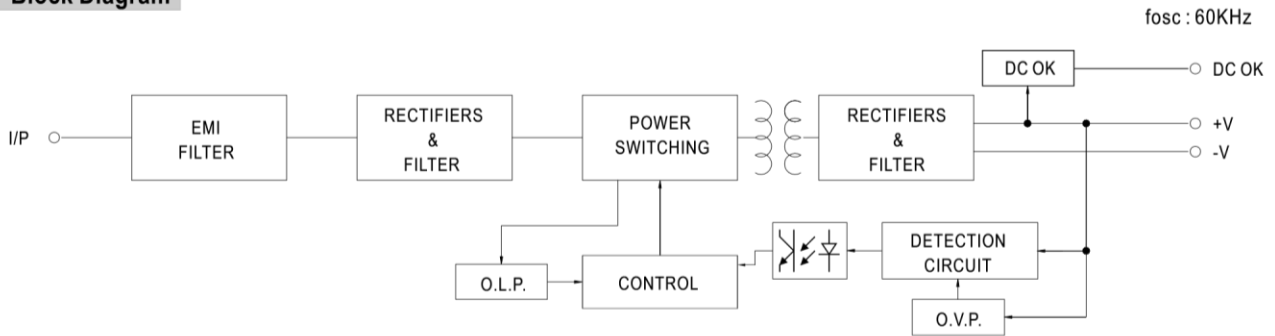 Block Diagram
fosc : 60KHz
I/P
EMI
FILTER
RECTIFIERS
&
FILTER
POWER
SWITCHING
RECTIFIERS
&
FILTER
DC OK
DC OK
+V
-V
O.L.P.
CONTROL
DETECTION
CIRCUIT
O.V.P.